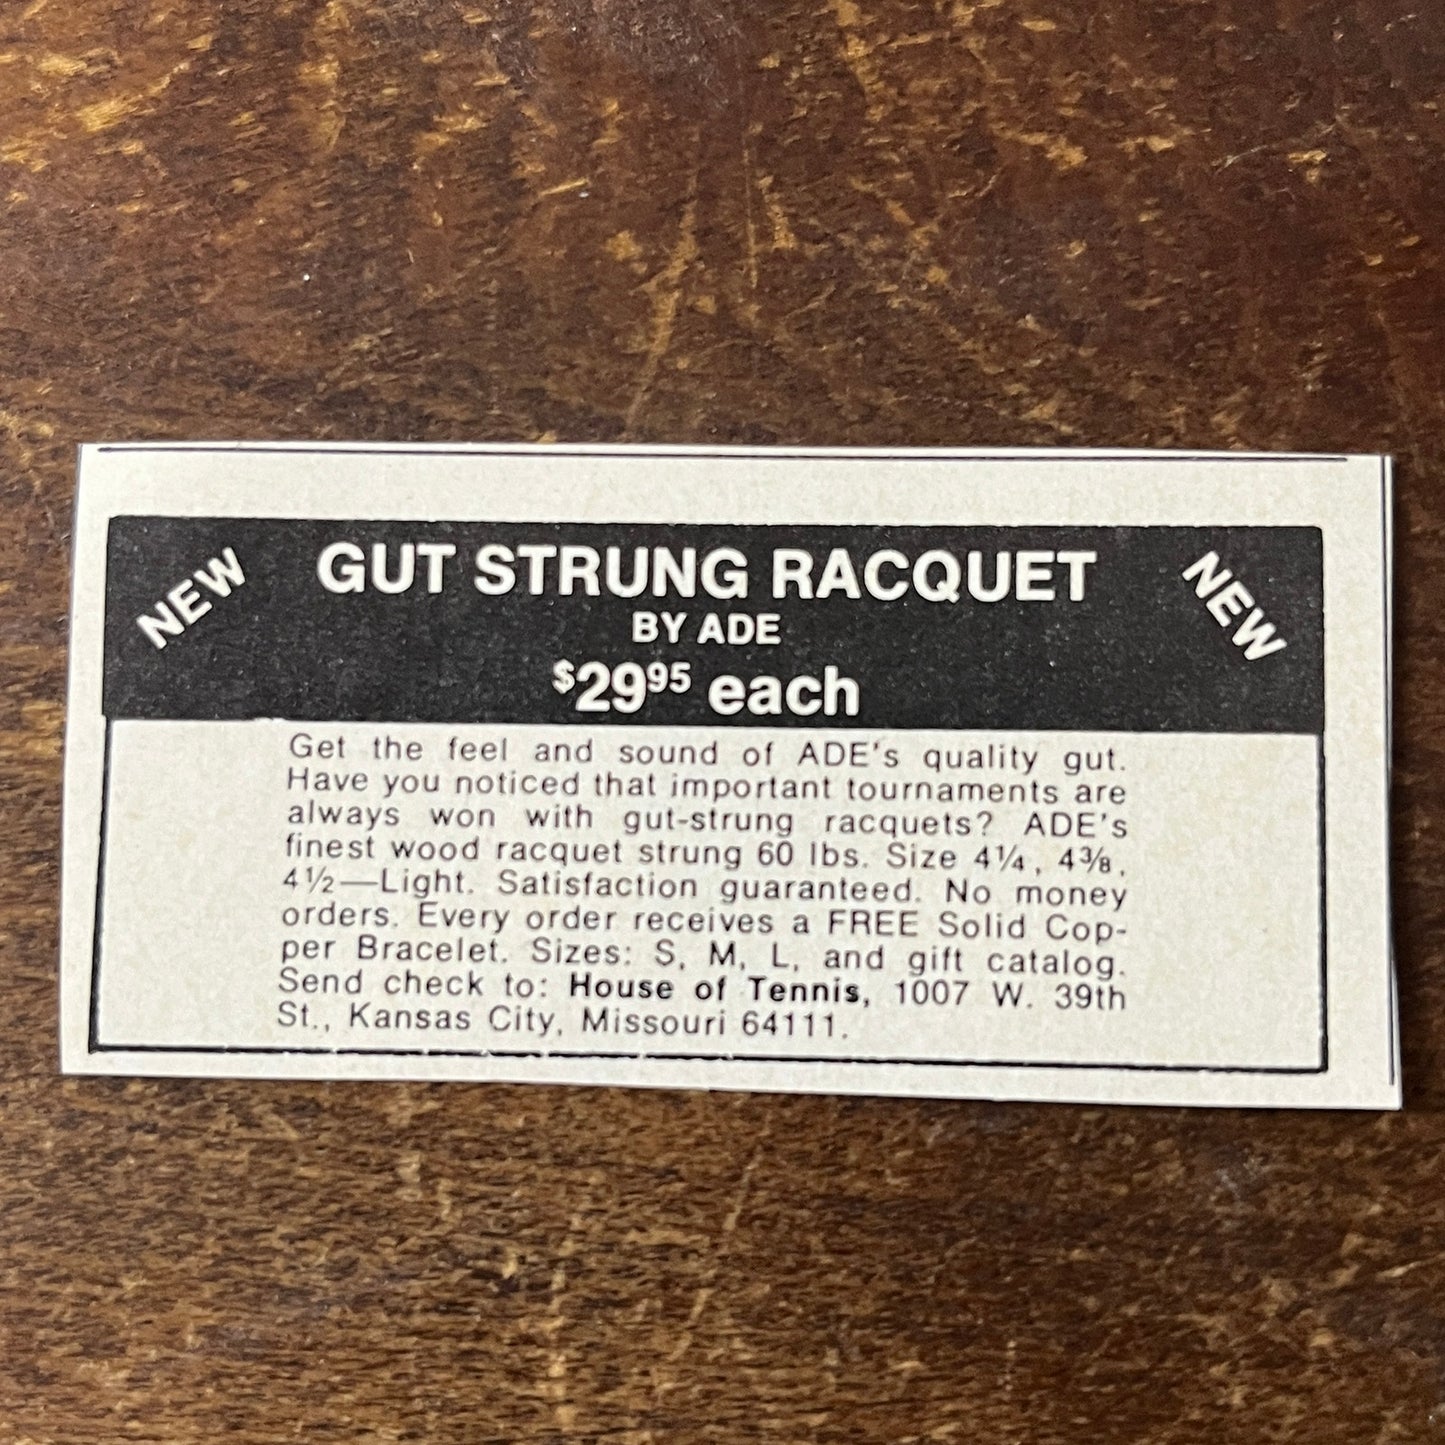 NEW
GUT STRUNG RACQUET
NEW
BY ADE
$2995 each
Get the feel and sound of ADE's quality gut.
Have you noticed that important tournaments are
always won with gut-strung racquets? ADE's
finest wood racquet strung 60 lbs. Size 4¼, 4⅜,
4½—Light. Satisfaction guaranteed. No money
orders. Every order receives a FREE Solid Cop-
per Bracelet. Sizes: S, M, L, and gift catalog.
Send check to: House of Tennis, 1007 W. 39th
St., Kansas City, Missouri 64111.